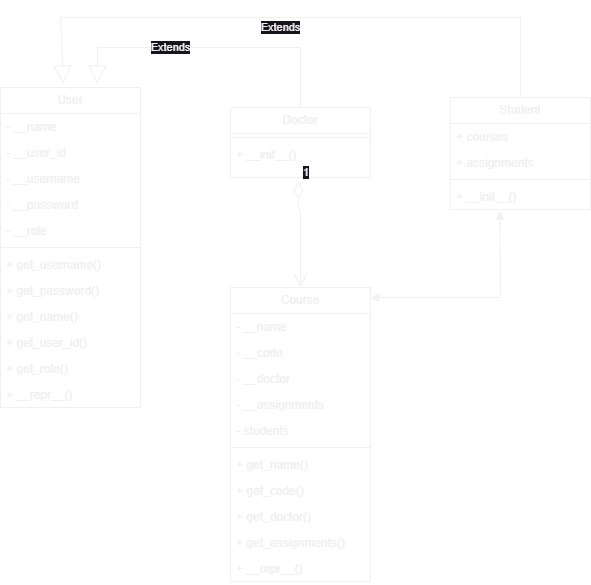 Extends
Extends
User
- __name
- __user_id
- __username
- __password
- __role
+ get_username()
+ get_password()
+ get_name()
+ get_user_id()
+ get_role()
+ __repr__()
Doctor
+ __init__()
1
Student
+ courses
+ assignments
+ __init__()
Course
- __name
- __code
- __doctor
- __assignments
- students
+ get_name()
+ get_code()
+ get_doctor()
+ get_assignments()
+ __repr__()